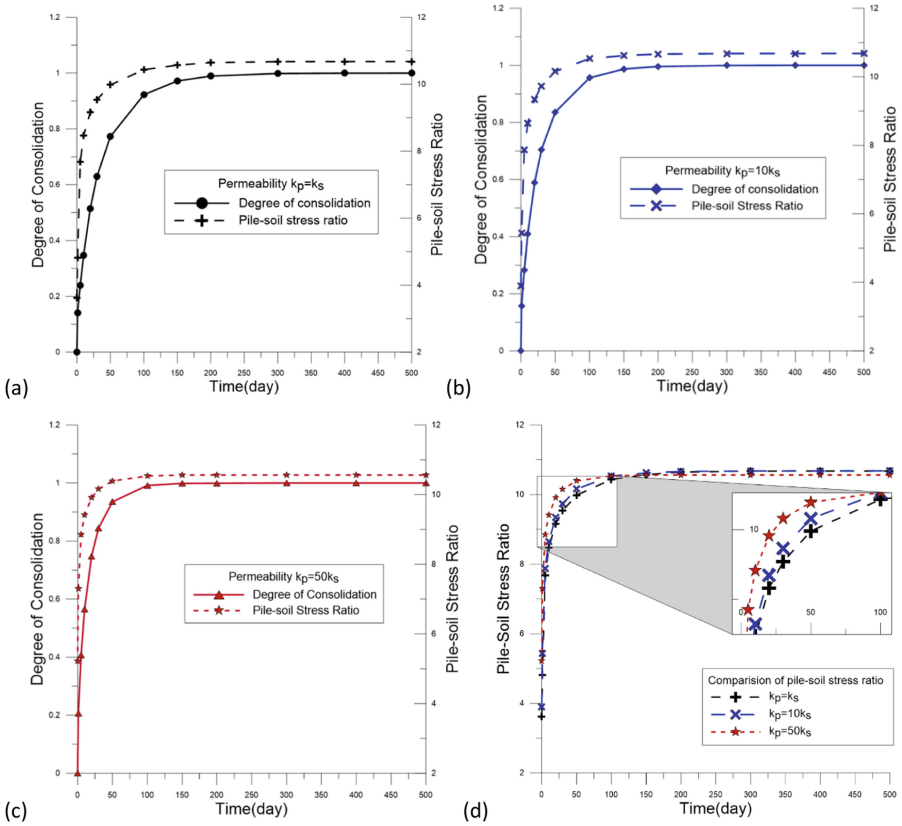 1.2
1
0.8
0.6
0.4
0.2
0
Degree of Consolidation
12
10
8
6
4
2
Pile-soil Stress Ratio
Permeability kp=ks
Degree of consolidation
Pile-soil stress ratio
0 50 100 150 200 250 300 350 400 450 500
Time(day)
(a)
1.2
1
0.8
0.6
0.4
0.2
0
Degree of Consolidation
12
10
8
6
4
2
Pile-soil Stress Ratio
Permeability kp=10ks
Degree of consolidation
Pile-soil Stress Ratio
0 50 100 150 200 250 300 350 400 450 500
Time(day)
(b)
1.2
1
0.8
0.6
0.4
0.2
0
Degree of Consolidation
12
10
8
6
4
2
Pile-soil Stress Ratio
Permeability kp=50ks
Degree of Consolidation
Pile-soil Stress Ratio
0 50 100 150 200 250 300 350 400 450 500
Time(day)
(c)
12
10
8
6
4
2
Pile-Soil Stress Ratio
10
0 50 100
Comparision of pile-soil stress ratio
kp=ks
kp=10ks
kp=50ks
0 50 100 150 200 250 300 350 400 450 500
Time(day)
(d)